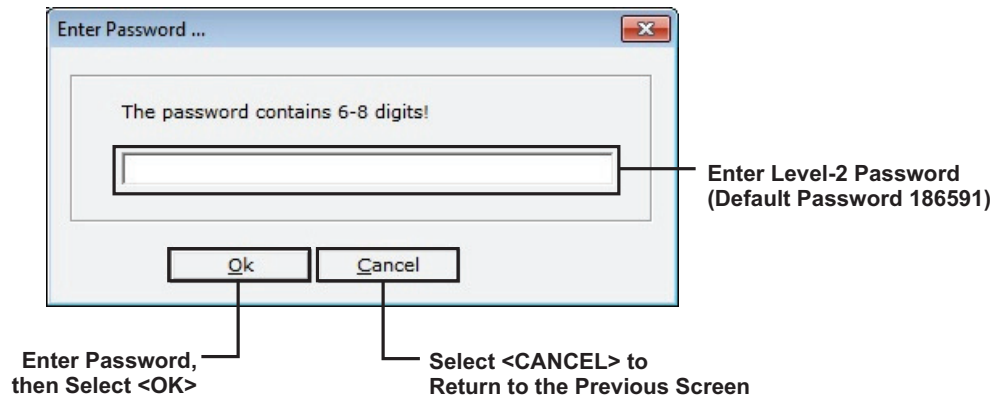 Enter Password ...
The password contains 6-8 digits!
Enter Level-2 Password
(Default Password 186591)
Ok
Cancel
Enter Password,
then Select <OK>
Select <CANCEL> to
Return to the Previous Screen